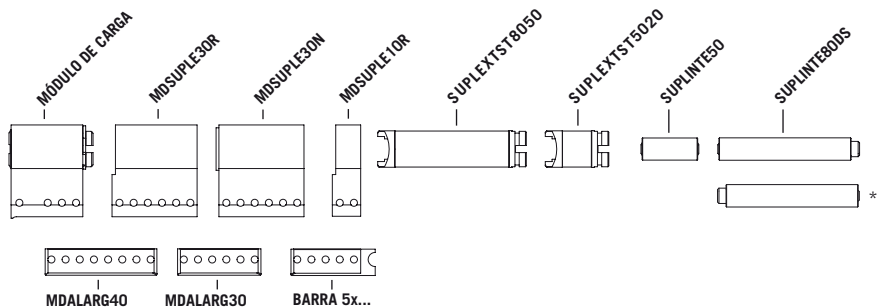 MÓDULO DE CARGA
MDSUPLE30R
MDSUPLE30N
MDSUPLE10R
SUPLEXTST8050
SUPLEXTST5020
SUPLINTE50
SUPLINTE80DS
*
MDALARG40
MDALARG30
BARRA 5x...